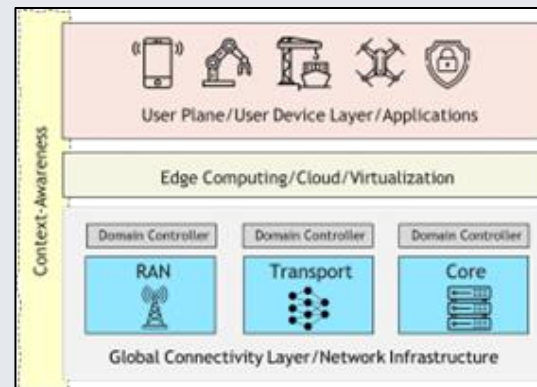 Context-Awareness
User Plane/User Device Layer/Applications
Edge Computing/Cloud/Virtualization
Domain Controller
Domain Controller
Domain Controller
RAN
Transport
Core
Global Connectivity Layer/Network Infrastructure